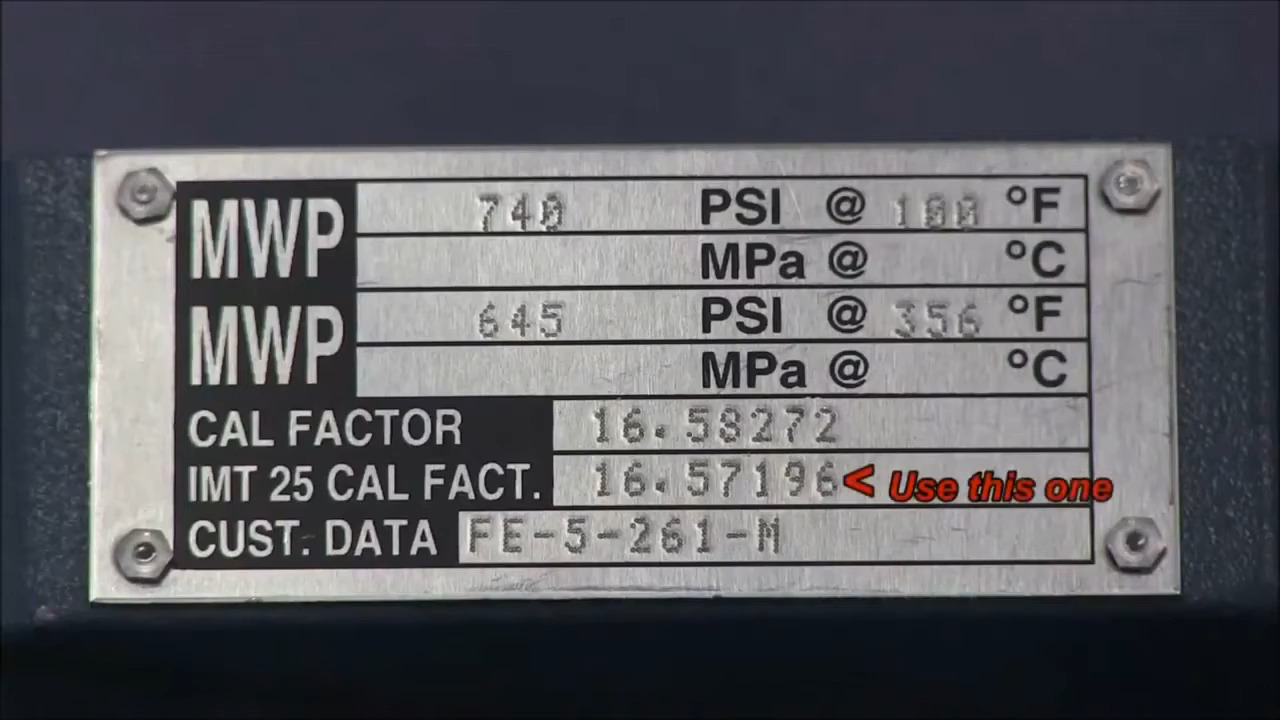 MWP 740 PSI @ 100 °F
MPa @ °C
MWP 645 PSI @ 356 °F
MPa @ °C
CAL FACTOR 16.58272
IMT 25 CAL FACT. 16.57196 < Use this one
CUST. DATA FE-5-261-M